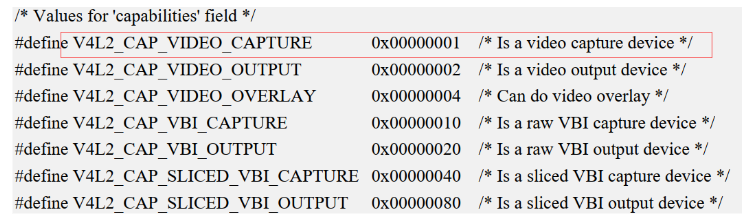 /* Values for 'capabilities' field */
#define V4L2_CAP_VIDEO_CAPTURE 0x00000001 /* Is a video capture device */
#define V4L2_CAP_VIDEO_OUTPUT 0x00000002 /* Is a video output device */
#define V4L2_CAP_VIDEO_OVERLAY 0x00000004 /* Can do video overlay */
#define V4L2_CAP_VBI_CAPTURE 0x00000010 /* Is a raw VBI capture device */
#define V4L2_CAP_VBI_OUTPUT 0x00000020 /* Is a raw VBI output device */
#define V4L2_CAP_SLICED_VBI_CAPTURE 0x00000040 /* Is a sliced VBI capture device */
#define V4L2_CAP_SLICED_VBI_OUTPUT 0x00000080 /* Is a sliced VBI output device */